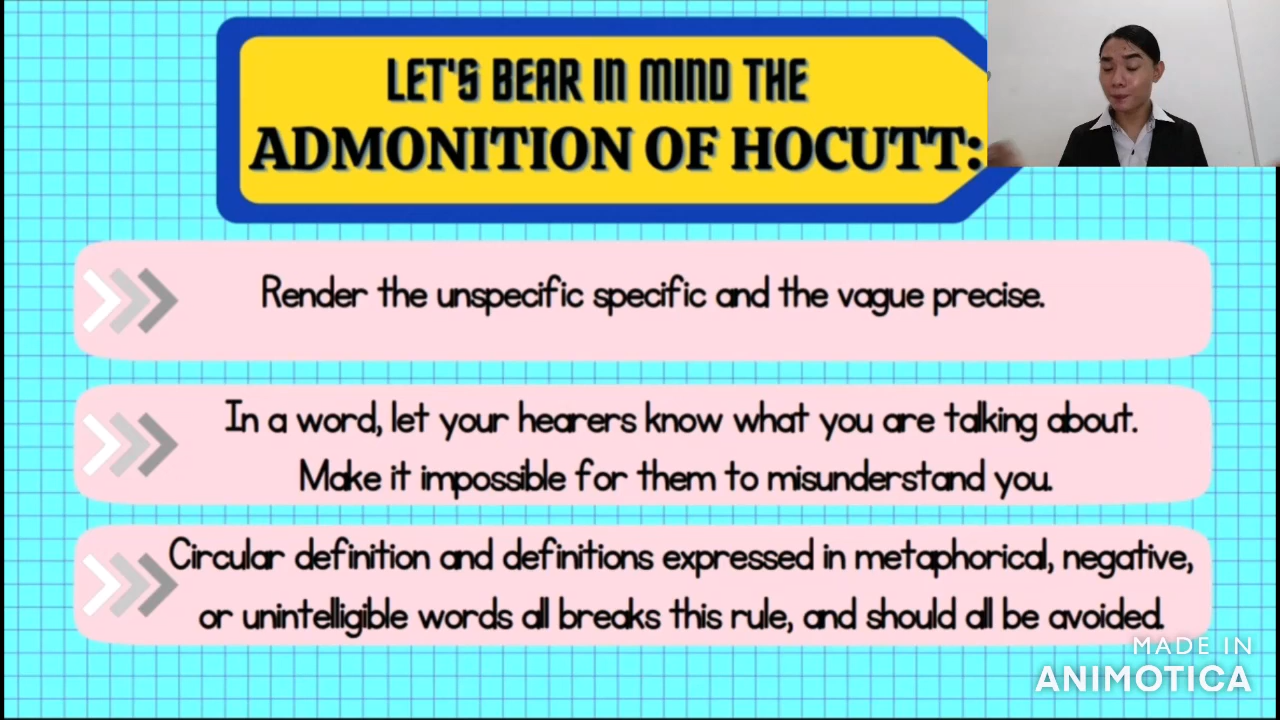 LET'S BEAR IN MIND THE
ADMONITION OF HOCUTT:
Render the unspecific specific and the vague precise.
In a word, let your hearers know what you are talking about.
Make it impossible for them to misunderstand you.
Circular definition and definitions expressed in metaphorical, negative,
or unintelligible words all breaks this rule, and should all be avoided.
MADE IN
ANIMOTICA